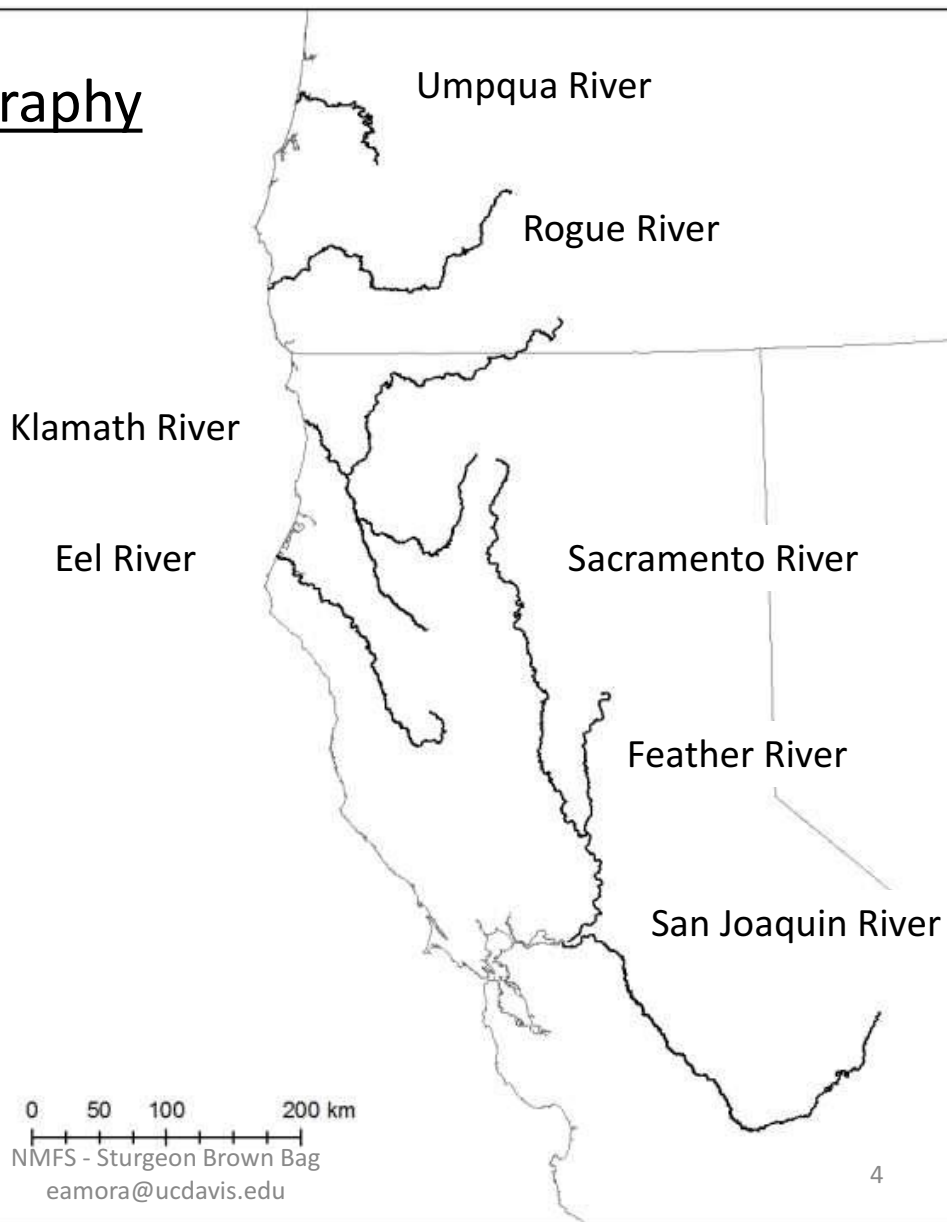 raphy
Umpqua River
Rogue River
Klamath River
Eel River
Sacramento River
Feather River
San Joaquin River
0 50 100 200 km
NMFS - Sturgeon Brown Bag
eamora@ucdavis.edu
4